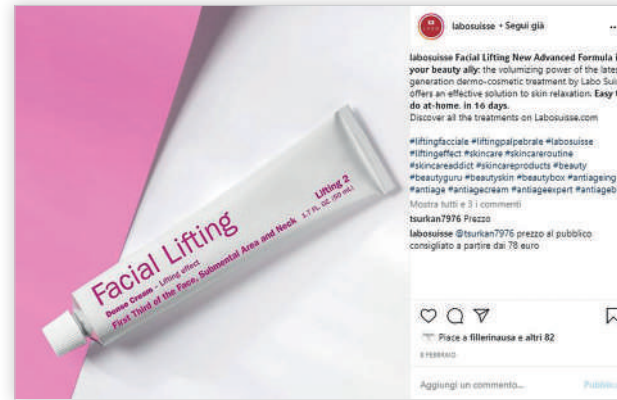 Facial Lifting
Dense Cream - Lifting effect
Lifting 2
First Third of the Face, Submental Area and Neck 1.7 FL. OZ. (50 mL)
labosuisse • Segui già
labosuisse Facial Lifting New Advanced Formula
your beauty ally: the volumizing power of the
generation dermo-cosmetic treatment by Labo
offers an effective solution to skin relaxation. Easy
do at-home, in 16 days.
Discover all the treatments on Labosuisse.com
#liftingfacciale #liftingpalpebrale #labosuisse
#liftingeffect #skincare #skincareroutine
#skincareaddict #skincareproducts #beauty
#beautyguru #beautyskin #beautybox #antiageing
#antiage #antiagecream #antiageexpert
Mostra tutti e 3 i commenti
tsurkan7976 Prezzo
labosuisse @tsurkan7976 prezzo al pubblico
consigliato a partire dai 78 euro
Piace a fillerinausa e altri 82
8 FEBBRAIO
Aggiungi un commento...